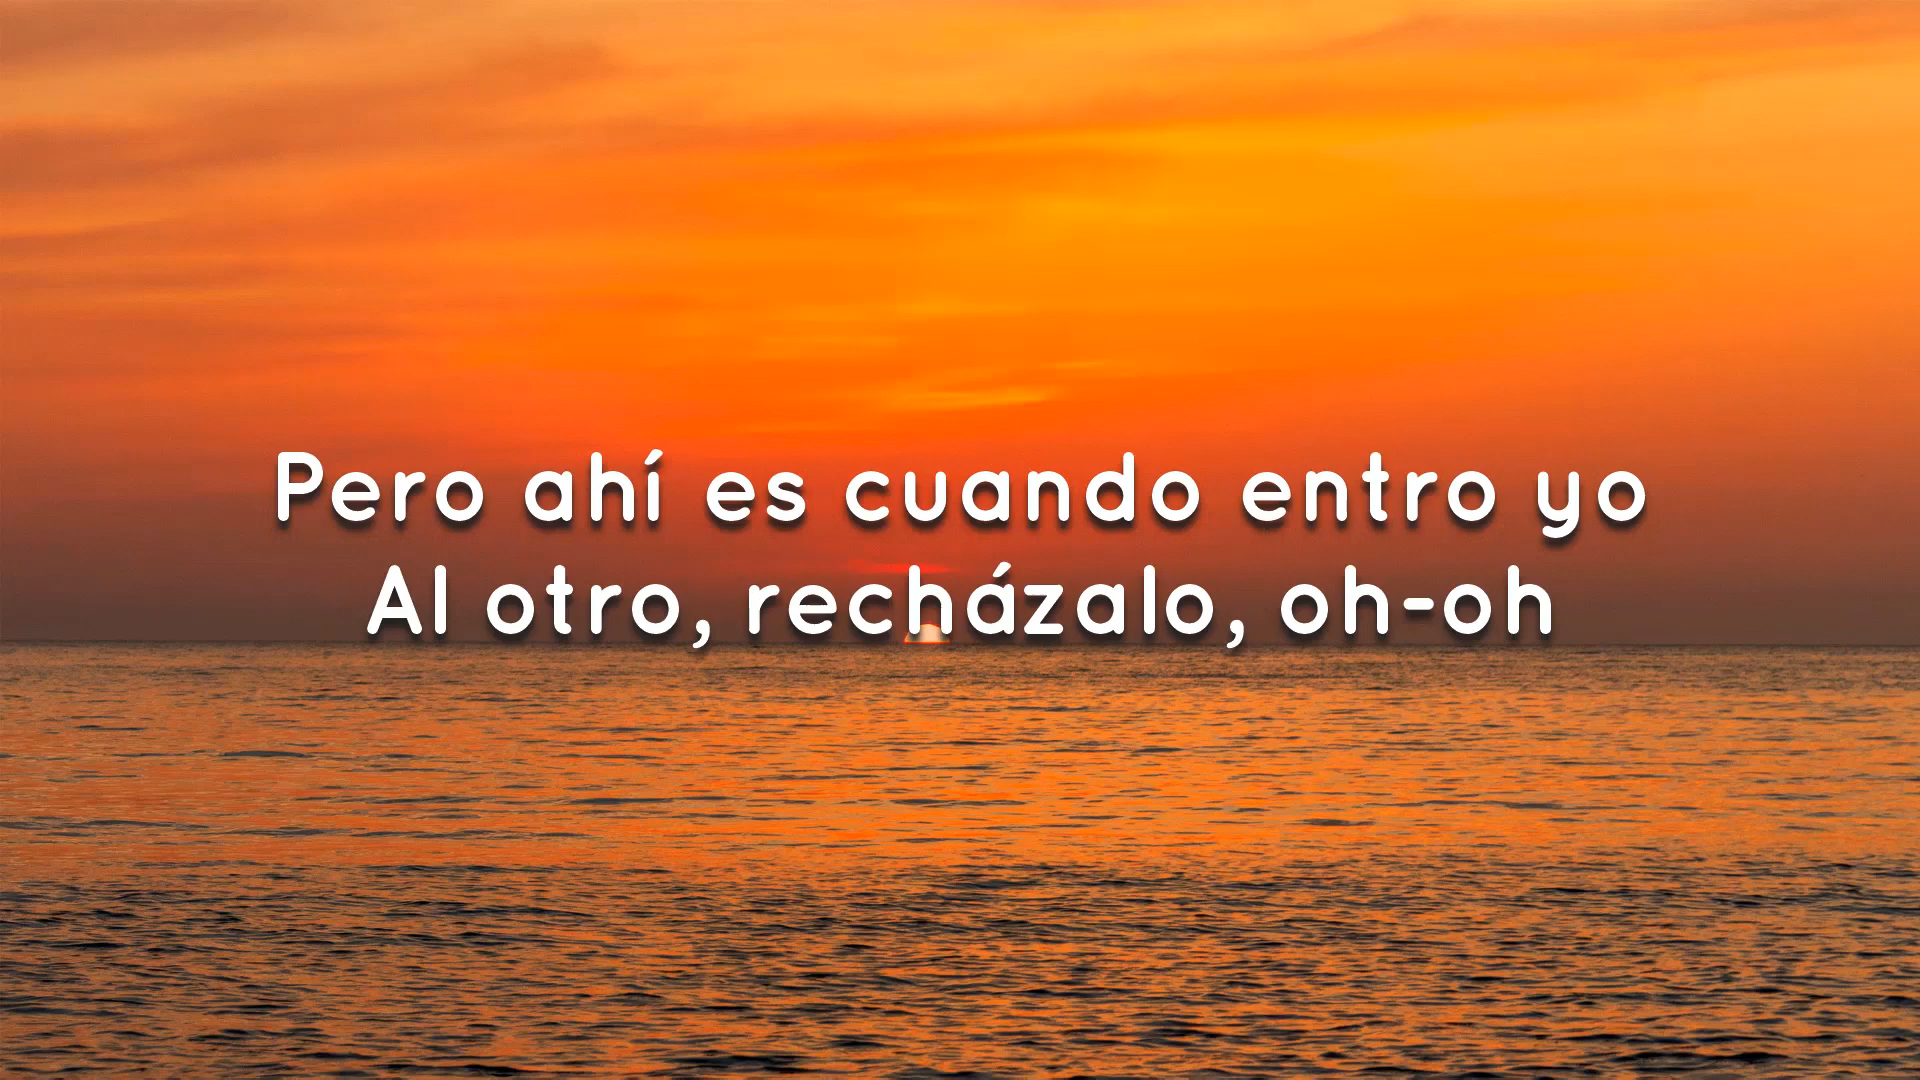 Pero ahí es cuando entro yo
Al otro, recházalo, oh-oh